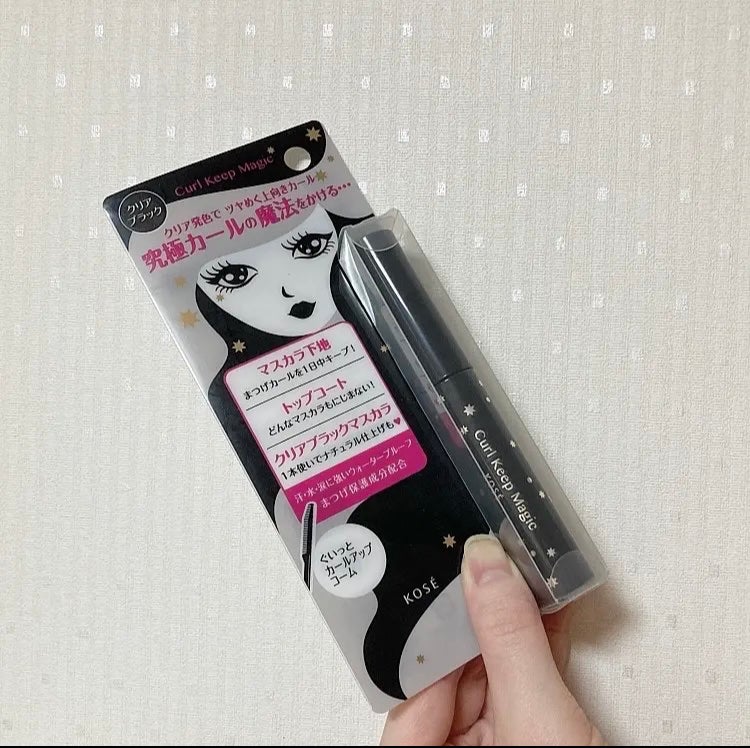 Curl Keep Magic
クリア
ブラック
クリア発色で ツヤめく上向きカール
究極カールの魔法をかける…
マスカラ下地
まつげカールを1日中キープ!
トップコート
どんなマスカラもにじまない!
クリアブラックマスカラ
1本使いでナチュラル仕上げも♥
汗・水・涙に強いウォータープルーフ
まつげ保護成分配合
ぐいっと
カールアップ
コーム
KOSÉ
Curl Keep Magic
KOSÉ